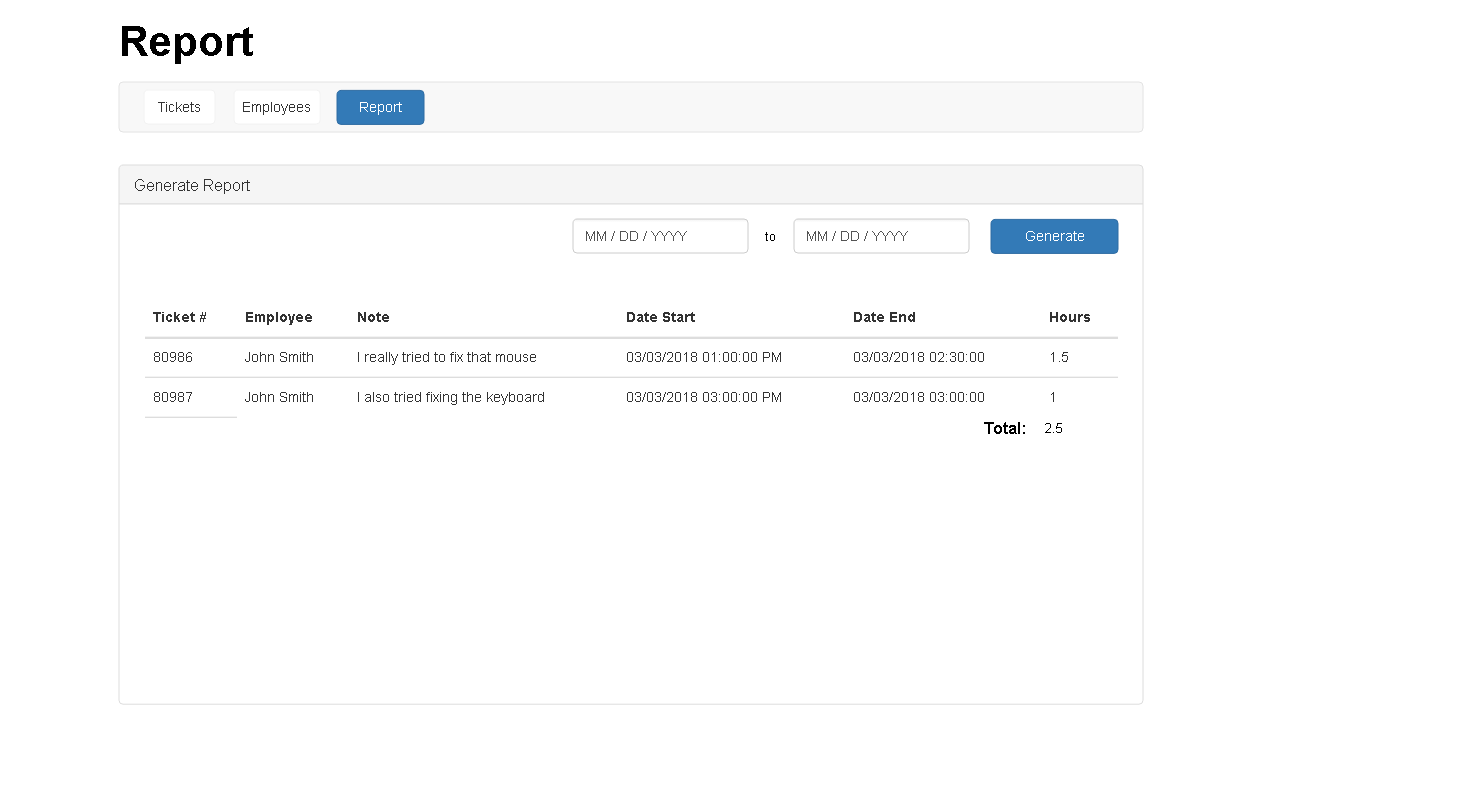 Report
Tickets Employees Report
Generate Report
MM / DD / YYYY to MM / DD / YYYY Generate
Ticket # Employee Note Date Start Date End Hours
80986 John Smith I really tried to fix that mouse 03/03/2018 01:00:00 PM 03/03/2018 02:30:00 1.5
80987 John Smith I also tried fixing the keyboard 03/03/2018 03:00:00 PM 03/03/2018 03:00:00 1
Total: 2.5